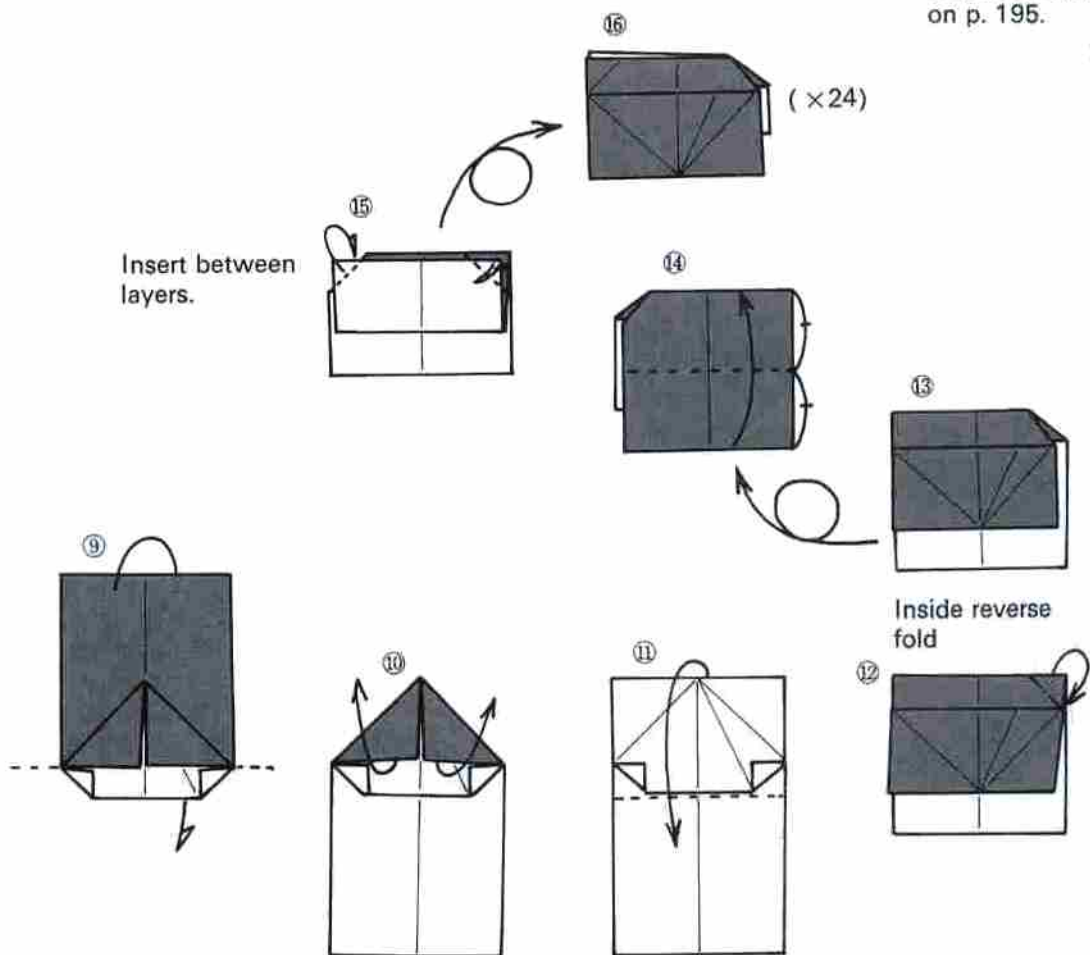 on p. 195.
⑯
(×24)
⑮
Insert between
layers.
⑭
⑬
⑨
⑩
⑪
Inside reverse
fold
⑫